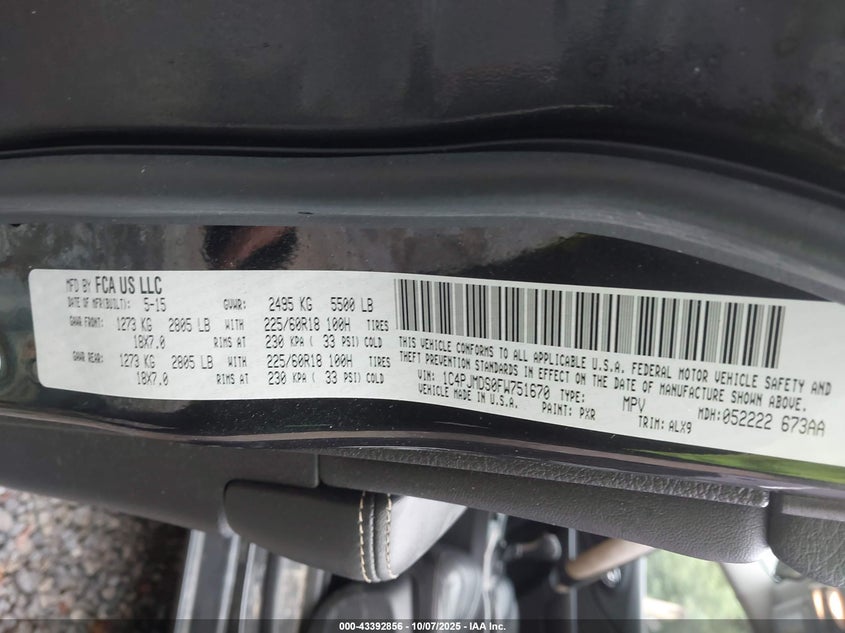 MFD BY FCA US LLC
DATE OF MFR(BUILT): 5-15 GVWR: 2495 KG 5500 LB
GAWR FRONT: 1273 KG 2805 LB WITH 225/60R18 100H TIRES
18X7.0 RIMS AT 230 KPA ( 33 PSI) COLD
GAWR REAR: 1273 KG 2805 LB WITH 225/60R18 100H TIRES
18X7.0 RIMS AT 230 KPA ( 33 PSI) COLD
THIS VEHICLE CONFORMS TO ALL APPLICABLE U.S.A. FEDERAL MOTOR VEHICLE SAFETY AND
THEFT PREVENTION STANDARDS IN EFFECT ON THE DATE OF MANUFACTURE SHOWN ABOVE.
VIN: 1C4PJMDS0FW751670 TYPE: MPV MDH:052222 673AA
VEHICLE MADE IN U.S.A. PAINT: PXR TRIM: ALX9
000-43392856 - 10/07/2025 - IAA Inc.